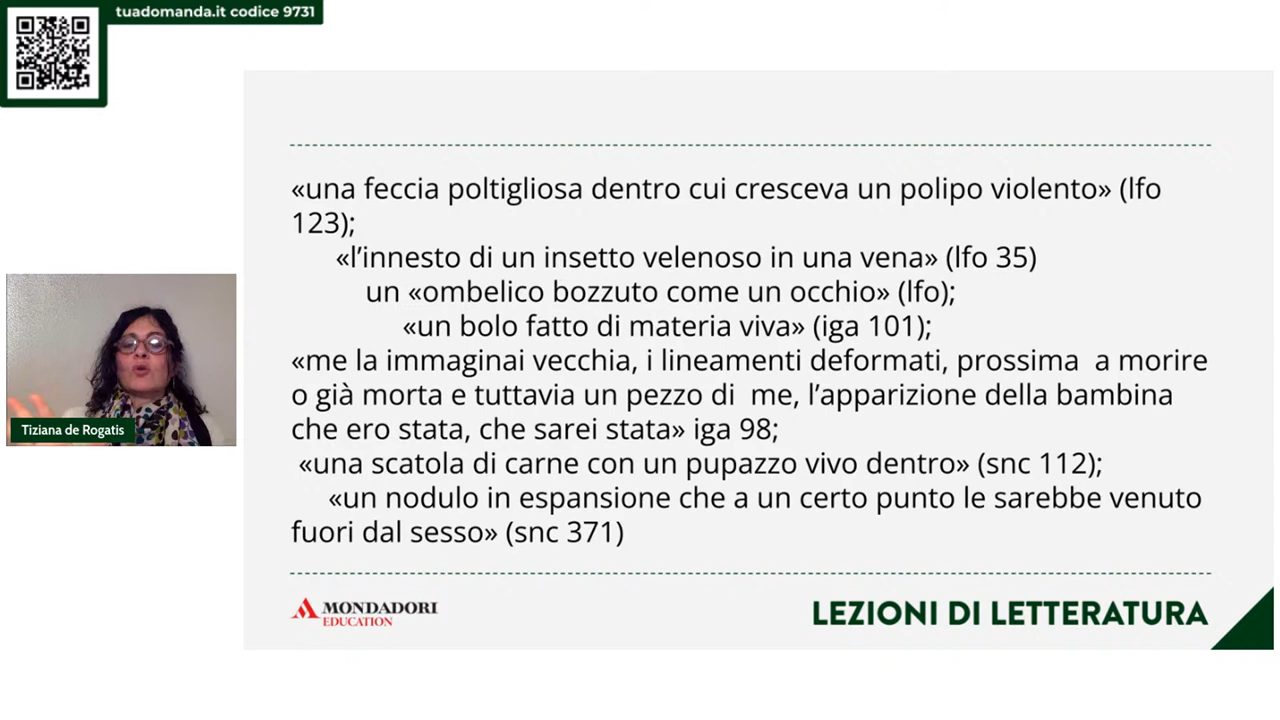 tuadomanda.it codice 9731
«una feccia poltigliosa dentro cui cresceva un polipo violento» (lfo
123);
«l’innesto di un insetto velenoso in una vena» (lfo 35)
un «ombelico bozzuto come un occhio» (lfo);
«un bolo fatto di materia viva» (iga 101);
«me la immaginai vecchia, i lineamenti deformati, prossima a morire
o già morta e tuttavia un pezzo di me, l’apparizione della bambina
che ero stata, che sarei stata» iga 98;
«una scatola di carne con un pupazzo vivo dentro» (snc 112);
«un nodulo in espansione che a un certo punto le sarebbe venuto
fuori dal sesso» (snc 371)
Tiziana de Rogatis
MONDADORI
EDUCATION
LEZIONI DI LETTERATURA